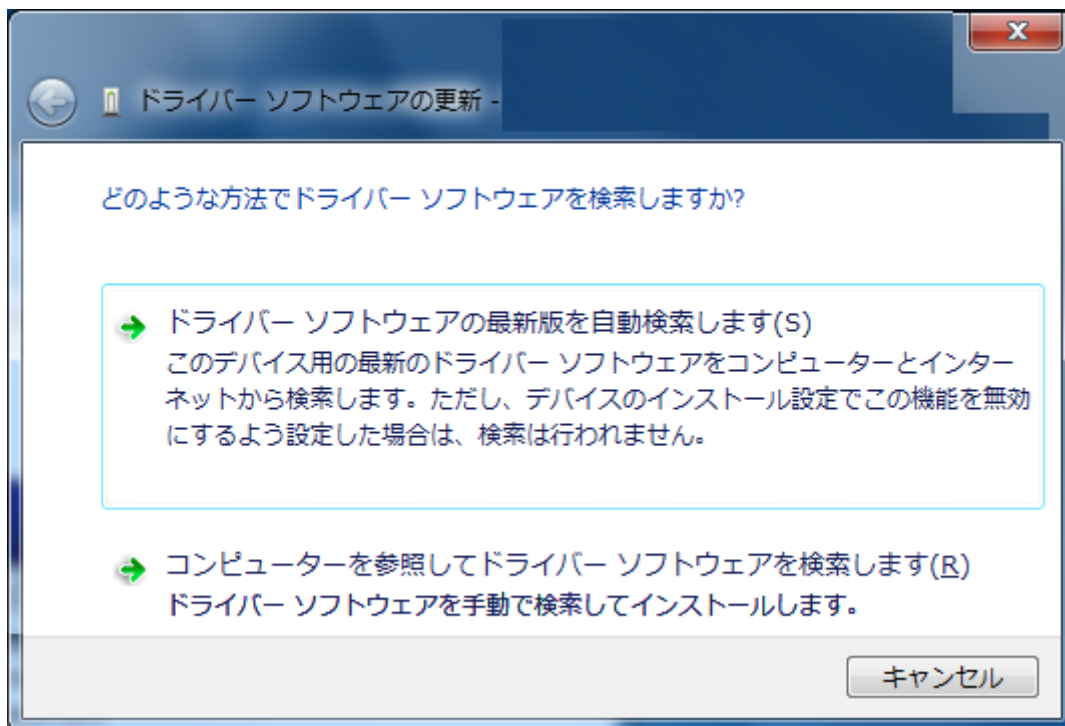 ドライバー ソフトウェアの更新 -
どのような方法でドライバー ソフトウェアを検索しますか?
ドライバー ソフトウェアの最新版を自動検索します(S)
このデバイス用の最新のドライバー ソフトウェアをコンピューターとインター
ネットから検索します。ただし、デバイスのインストール設定でこの機能を無効
にするよう設定した場合は、検索は行われません。
コンピューターを参照してドライバー ソフトウェアを検索します(R)
ドライバー ソフトウェアを手動で検索してインストールします。
キャンセル